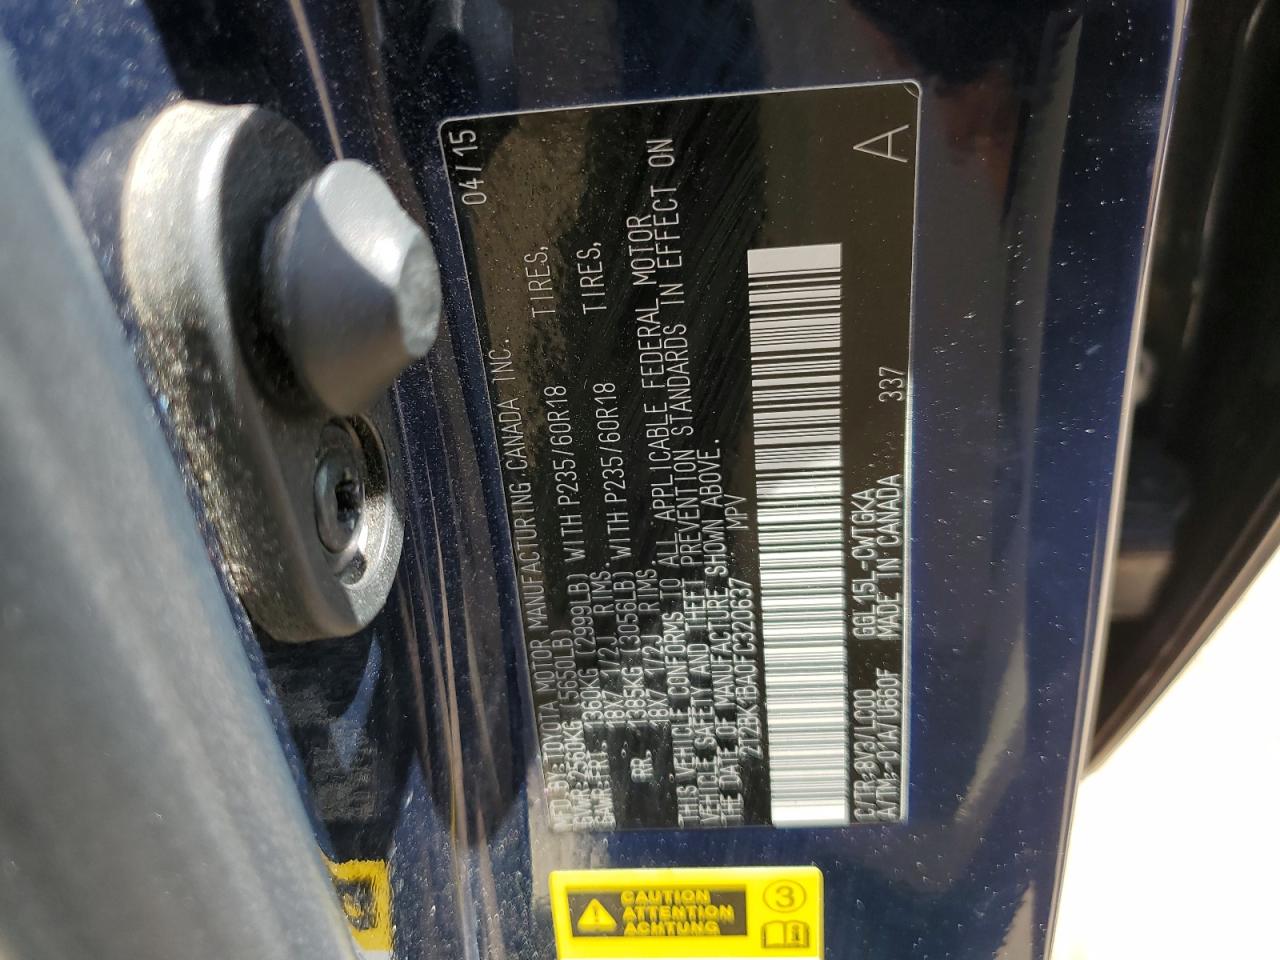 MFD. BY: TOYOTA MOTOR MANUFACTURING CANADA INC. 04/15
GVWR:2560KG (5650LB)
GAWR:FRT. 1360KG (2999LB) WITH P235/60R18 TIRES,
18X7 1/2J RIMS.
RR. 1385KG (3056LB) WITH P235/60R18 TIRES,
18X7 1/2J RIMS.
THIS VEHICLE CONFORMS TO ALL APPLICABLE FEDERAL MOTOR
VEHICLE SAFETY AND THEFT PREVENTION STANDARDS IN EFFECT ON
THE DATE OF MANUFACTURE SHOWN ABOVE.
2T2BK1BA0FC320637 MPV
C/TR:8V3/LC00 GGL15L-CWTGKA 337
A/TM:-01A/U660F MADE IN CANADA
A
CAUTION
ATTENTION
ACHTUNG
3